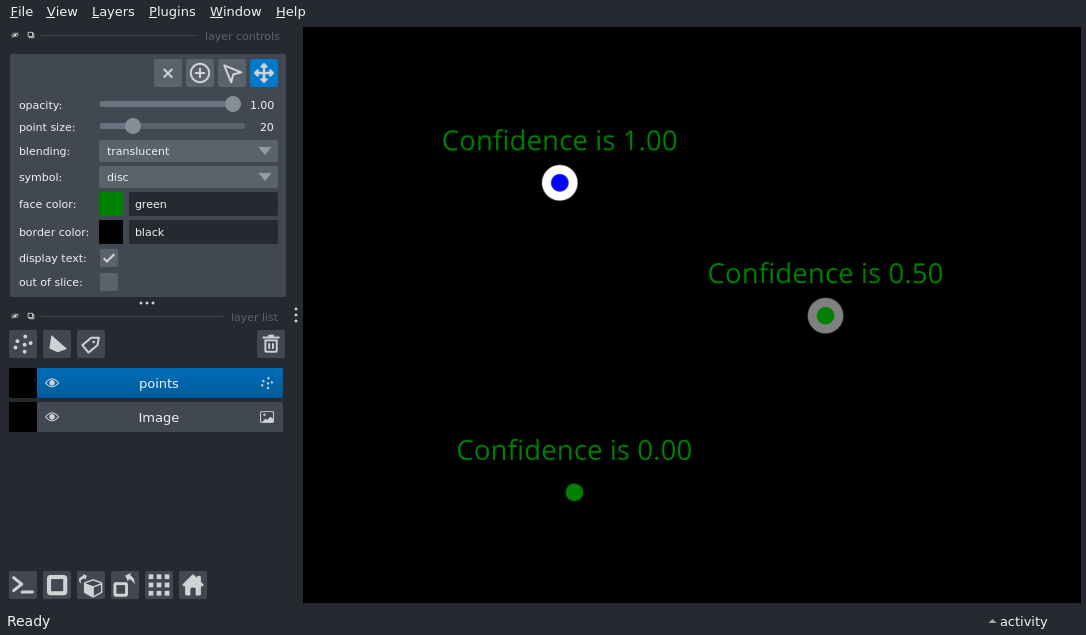 File View Layers Plugins Window Help
layer controls
opacity: 1.00
point size: 20
blending: translucent
symbol: disc
face color: green
border color: black
display text:
out of slice:
layer list
points
Image
Confidence is 1.00
Confidence is 0.50
Confidence is 0.00
Ready
activity